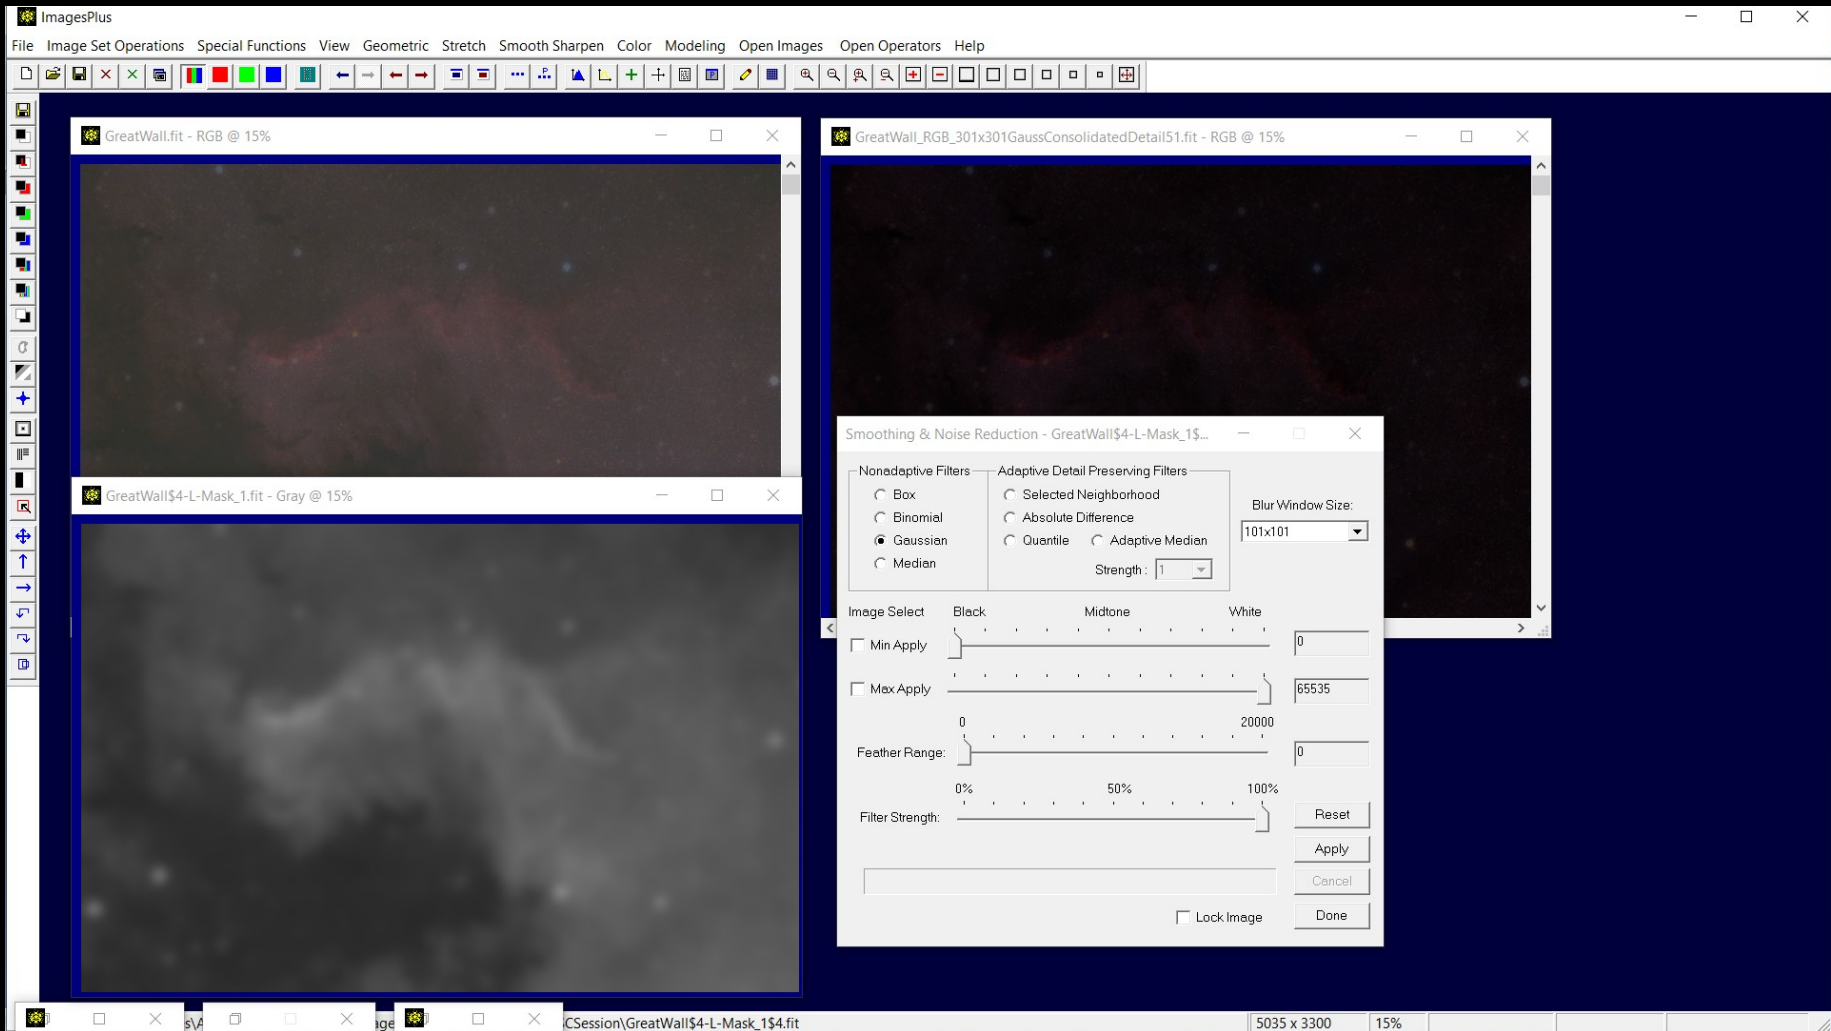 ImagesPlus
File Image Set Operations Special Functions View Geometric Stretch Smooth Sharpen Color Modeling Open Images Open Operators Help
GreatWall.fit - RGB @ 15%
GreatWall_RGB_301x301GaussConsolidatedDetail51.fit - RGB @ 15%
GreatWall$4-L-Mask_1.fit - Gray @ 15%
Smoothing & Noise Reduction - GreatWall$4-L-Mask_1$...
Nonadaptive Filters Adaptive Detail Preserving Filters
Box Selected Neighborhood
Blur Window Size:
Binomial Absolute Difference
101x101
Gaussian Quantile Adaptive Median
Median Strength : 1
Image Select Black Midtone White
Min Apply 0
Max Apply 65535
0 20000
Feather Range: 0
0% 50% 100%
Filter Strength: Reset
Apply
Cancel
Lock Image Done
s\A age CSession\GreatWall$4-L-Mask_1$4.fit 5035 x 3300 15%